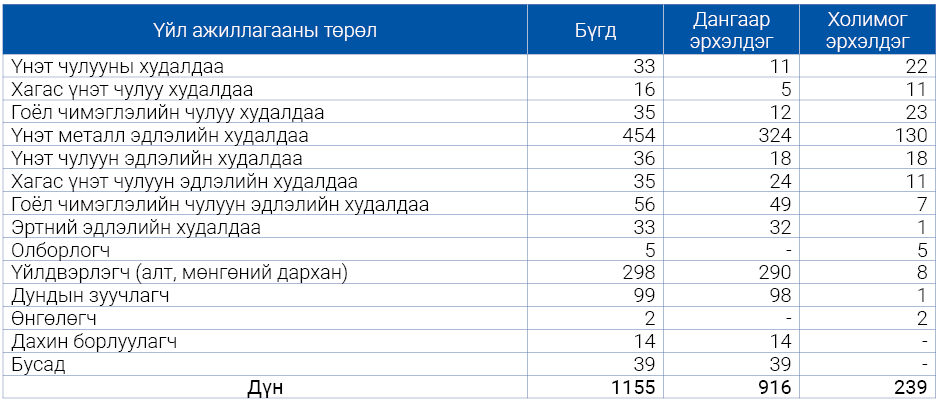 Үйл ажиллагааны төрөл Бүгд Дангаар эрхэлдэг Холимог эрхэлдэг
Үнэт чулууны худалдаа 33 11 22
Хагас үнэт чулуу худалдаа 16 5 11
Гоёл чимэглэлийн чулуу худалдаа 35 12 23
Үнэт металл эдлэлийн худалдаа 454 324 130
Үнэт чулуун эдлэлийн худалдаа 36 18 18
Хагас үнэт чулуун эдлэлийн худалдаа 35 24 11
Гоёл чимэглэлийн чулуун эдлэлийн худалдаа 56 49 7
Эртний эдлэлийн худалдаа 33 32 1
Олборлогч 5 - 5
Үйлдвэрлэгч (алт, мөнгөний дархан) 298 290 8
Дундын зуучлагч 99 98 1
Өнгөлөгч 2 - 2
Дахин борлуулагч 14 14 -
Бусад 39 39 -
Дүн 1155 916 239